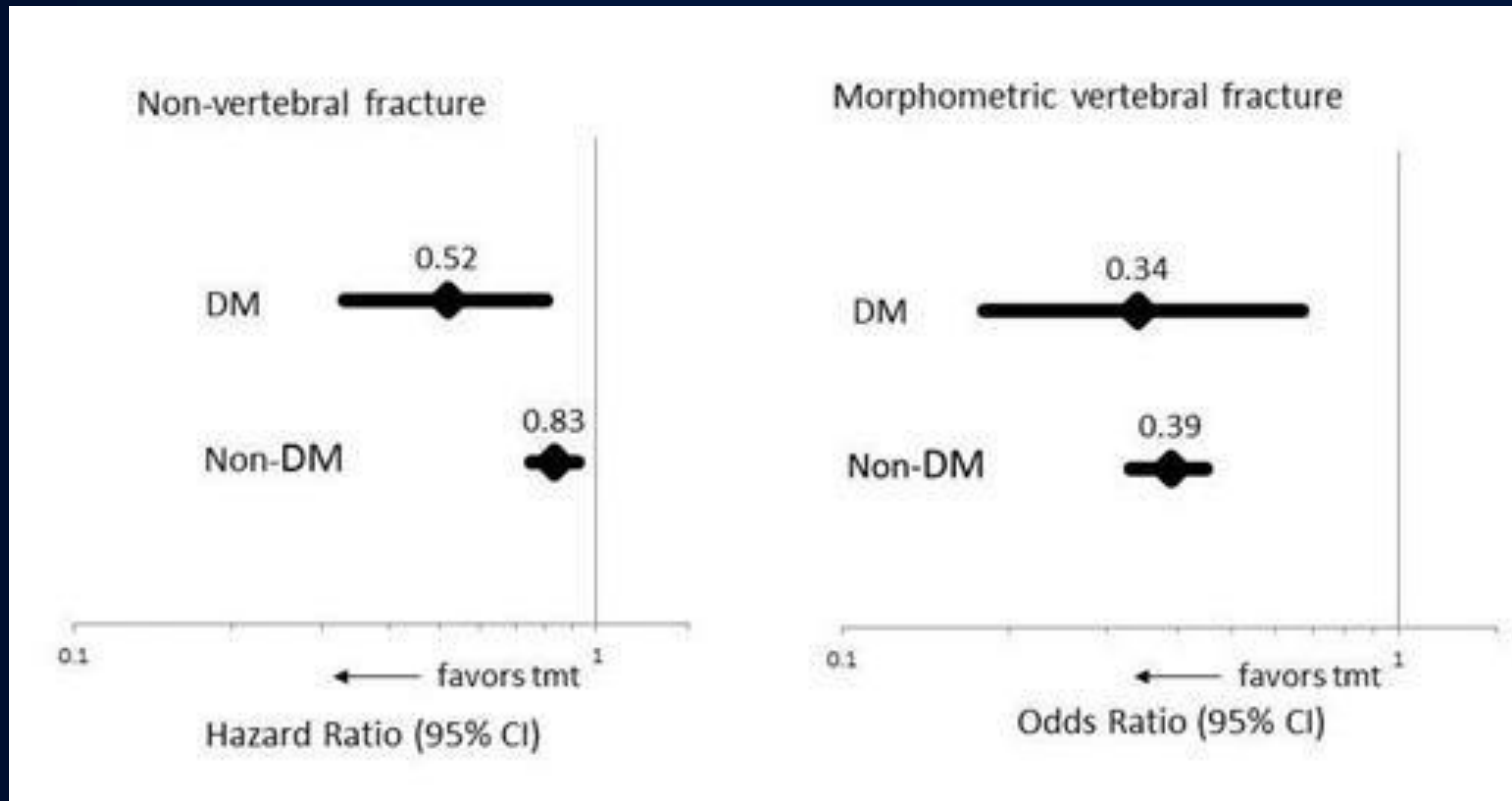 Non-vertebral fracture
0.52
DM
0.83
Non-DM
0.1
1
favors tmt
Hazard Ratio (95% CI)
Morphometric vertebral fracture
0.34
DM
0.39
Non-DM
0.1
1
favors tmt
Odds Ratio (95% CI)